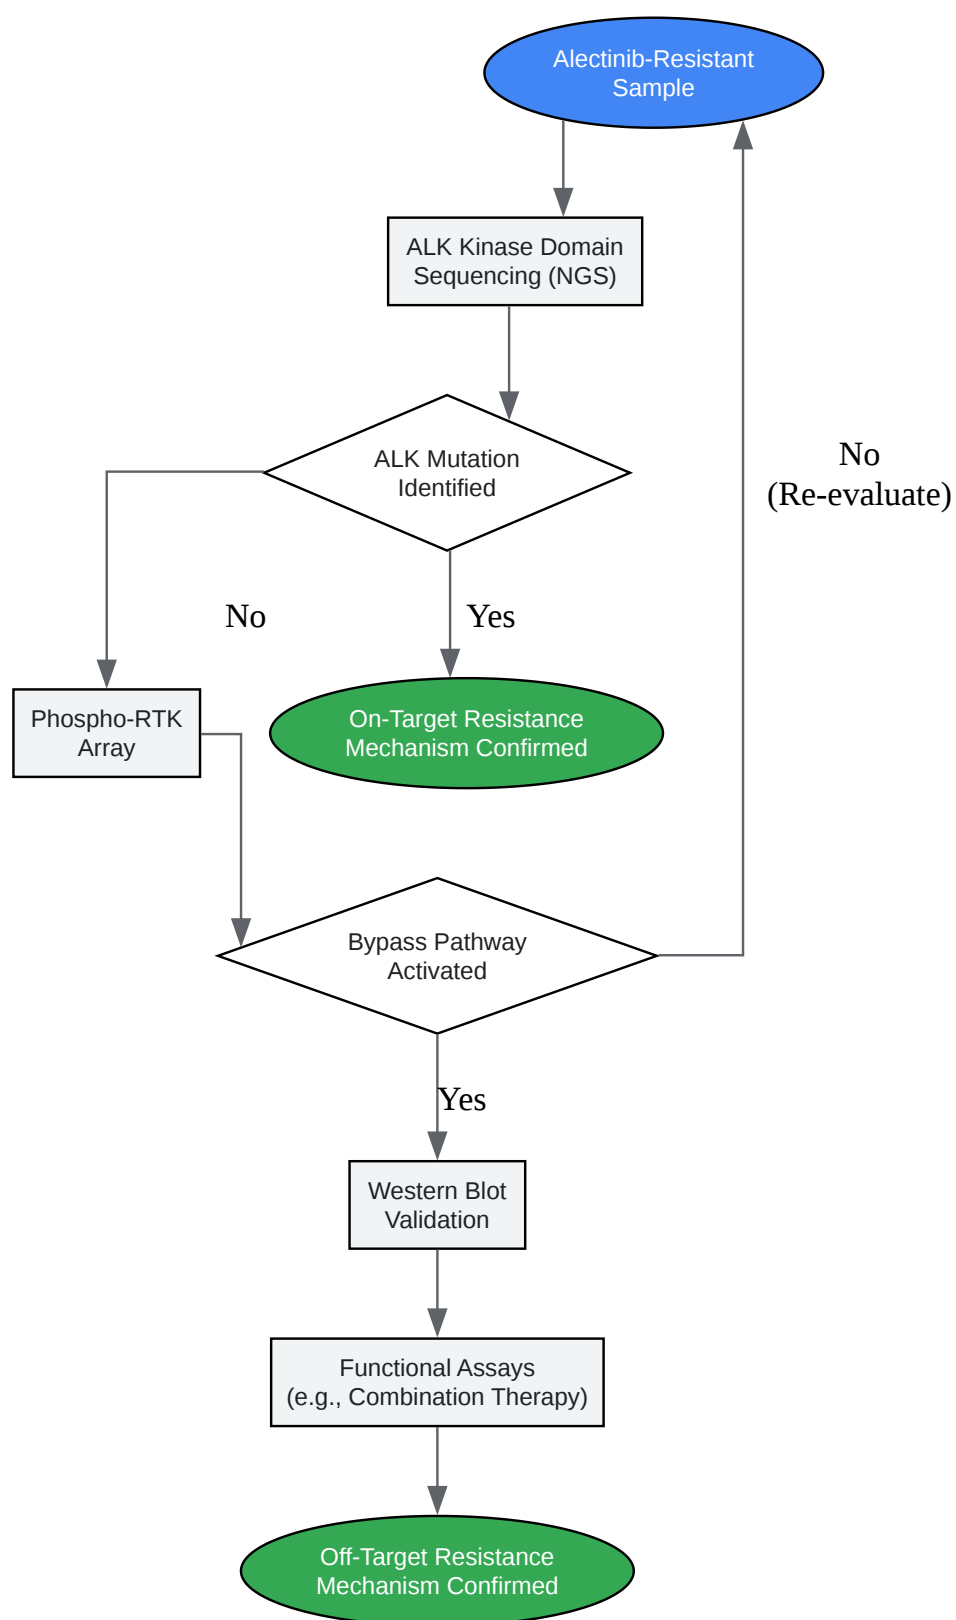 Alectinib-Resistant
Sample
ALK Kinase Domain
Sequencing (NGS)
ALK Mutation
Identified
No
(Re-evaluate)
No
Yes
Phospho-RTK
Array
On-Target Resistance
Mechanism Confirmed
Bypass Pathway
Activated
Yes
Western Blot
Validation
Functional Assays
(e.g., Combination Therapy)
Off-Target Resistance
Mechanism Confirmed